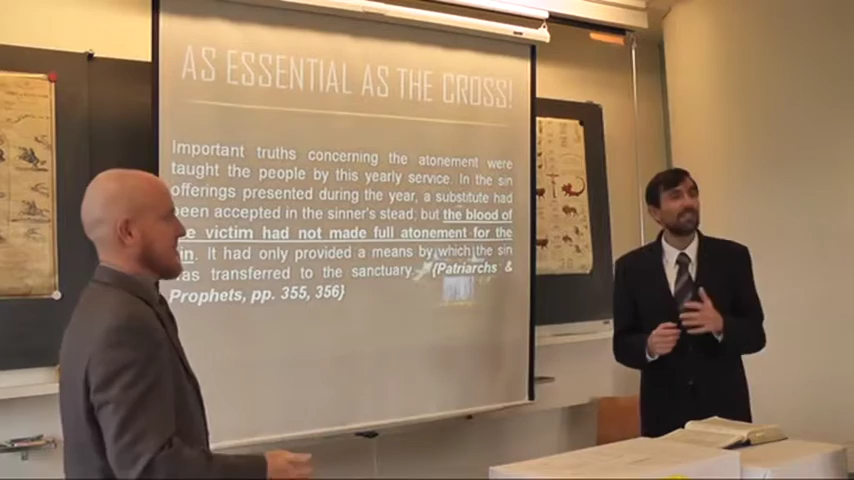 AS ESSENTIAL AS THE CROSS!
Important truths concerning the atonement were
taught the people by this yearly service. In the sin
offerings presented during the year, a substitute had
been accepted in the sinner's stead; but the blood of
victim had not made full atonement for the
. It had only provided a means by which the sin
was transferred to the sanctuary. {Patriarchs &
Prophets, pp. 355, 356}